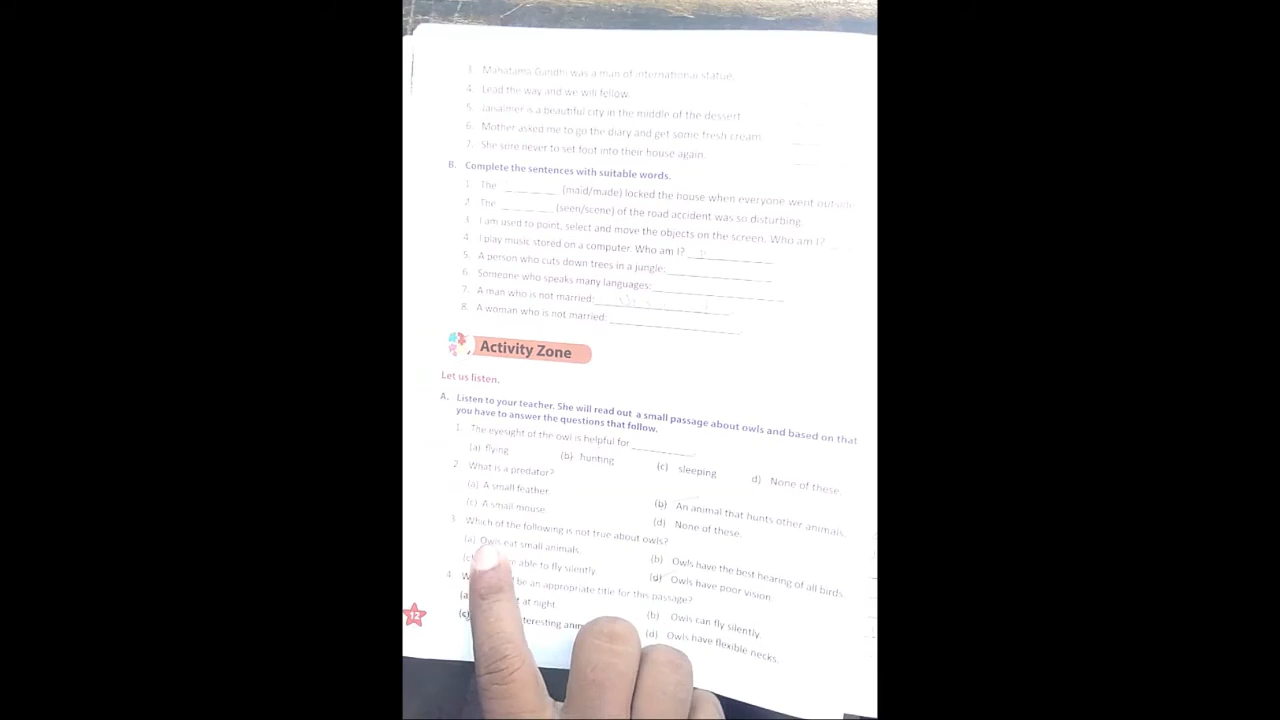 3. Mahatama Gandhi was a man of international statue.
4. Lead the way and we will fellow.
5. Jaisalmer is a beautiful city in the middle of the dessert
6. Mother asked me to go the diary and get some fresh cream.
7. She sore never to set foot into their house again.
B. Complete the sentences with suitable words.
1. The ________ (maid/made) locked the house when everyone went outside
2. The ________ (seen/scene) of the road accident was so disturbing.
3. I am used to point, select and move the objects on the screen. Who am I?
4. I play music stored on a computer. Who am I? ________
5. A person who cuts down trees in a jungle: ________
6. Someone who speaks many languages: ________
7. A man who is not married: ________
8. A woman who is not married: ________
Activity Zone
Let us listen.
A. Listen to your teacher. She will read out a small passage about owls and based on that
you have to answer the questions that follow.
1. The eyesight of the owl is helpful for ________.
(a) flying (b) hunting (c) sleeping d) None of these.
2. What is a predator?
(a) A small feather. (b) An animal that hunts other animals.
(c) A small mouse. (d) None of these.
3. Which of the following is not true about owls?
(a) Owls eat small animals. (b) Owls have the best hearing of all birds.
(c) able to fly silently. (d) Owls have poor vision.
4. be an appropriate title for this passage?
(a) at night (b) Owls can fly silently.
(c) (d) Owls have flexible necks.
12